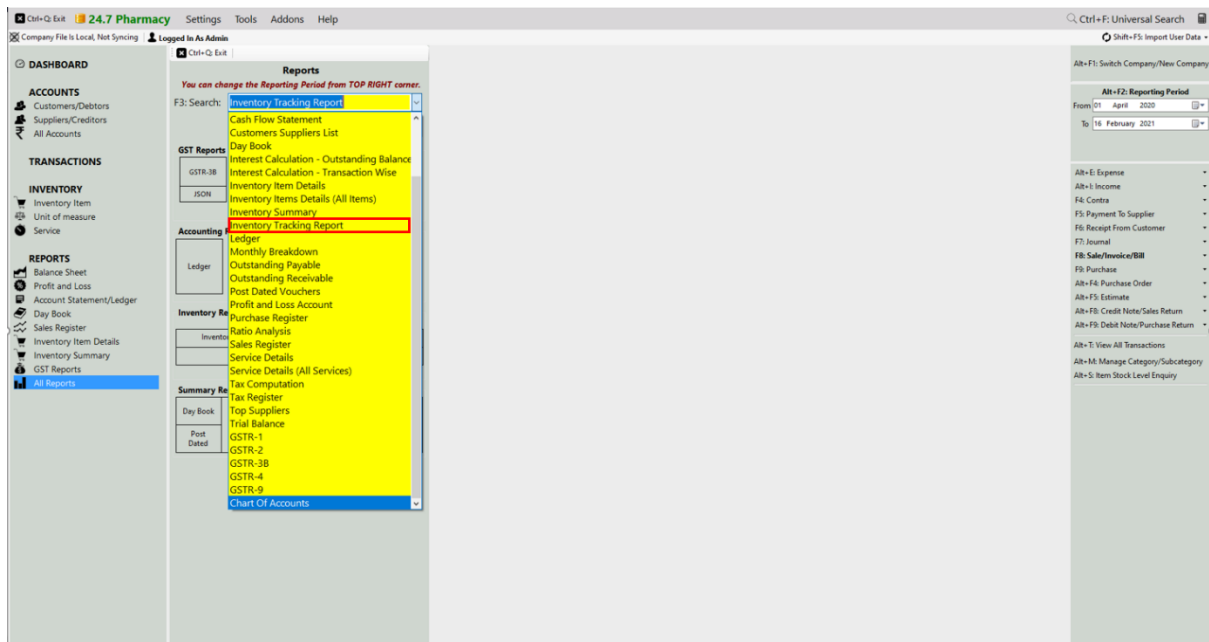 Ctrl+Q: Exit 24.7 Pharmacy Settings Tools Addons Help Ctrl+F: Universal Search
Company File Is Local, Not Syncing Logged In As Admin Shift+F5: Import User Data
DASHBOARD
ACCOUNTS
Customers/Debtors
Suppliers/Creditors
All Accounts
TRANSACTIONS
INVENTORY
Inventory Item
Unit of measure
Service
REPORTS
Balance Sheet
Profit and Loss
Account Statement/Ledger
Day Book
Sales Register
Inventory Item Details
Inventory Summary
GST Reports
All Reports
Ctrl+Q: Exit
Reports
You can change the Reporting Period from TOP RIGHT corner.
F3: Search: Inventory Tracking Report
Cash Flow Statement
Customers Suppliers List
Day Book
Interest Calculation - Outstanding Balance
Interest Calculation - Transaction Wise
Inventory Item Details
Inventory Items Details (All Items)
Inventory Summary
Inventory Tracking Report
Ledger
Monthly Breakdown
Outstanding Payable
Outstanding Receivable
Post Dated Vouchers
Profit and Loss Account
Purchase Register
Ratio Analysis
Sales Register
Service Details
Service Details (All Services)
Tax Computation
Tax Register
Top Suppliers
Trial Balance
GSTR-1
GSTR-2
GSTR-3B
GSTR-4
GSTR-9
Chart Of Accounts
GST Reports
GSTR-3B
JSON
Accounting
Ledger
Inventory Re
Invento
Summary Re
Day Book
Post
Dated
Alt+F1: Switch Company/New Company
Alt+F2: Reporting Period
From 01 April 2020
To 16 February 2021
Alt+E: Expense
Alt+I: Income
F4: Contra
F5: Payment To Supplier
F6: Receipt From Customer
F7: Journal
F8: Sale/Invoice/Bill
F9: Purchase
Alt+F4: Purchase Order
Alt+F5: Estimate
Alt+F8: Credit Note/Sales Return
Alt+F9: Debit Note/Purchase Return
Alt+T: View All Transactions
Alt+M: Manage Category/Subcategory
Alt+S: Item Stock Level Enquiry